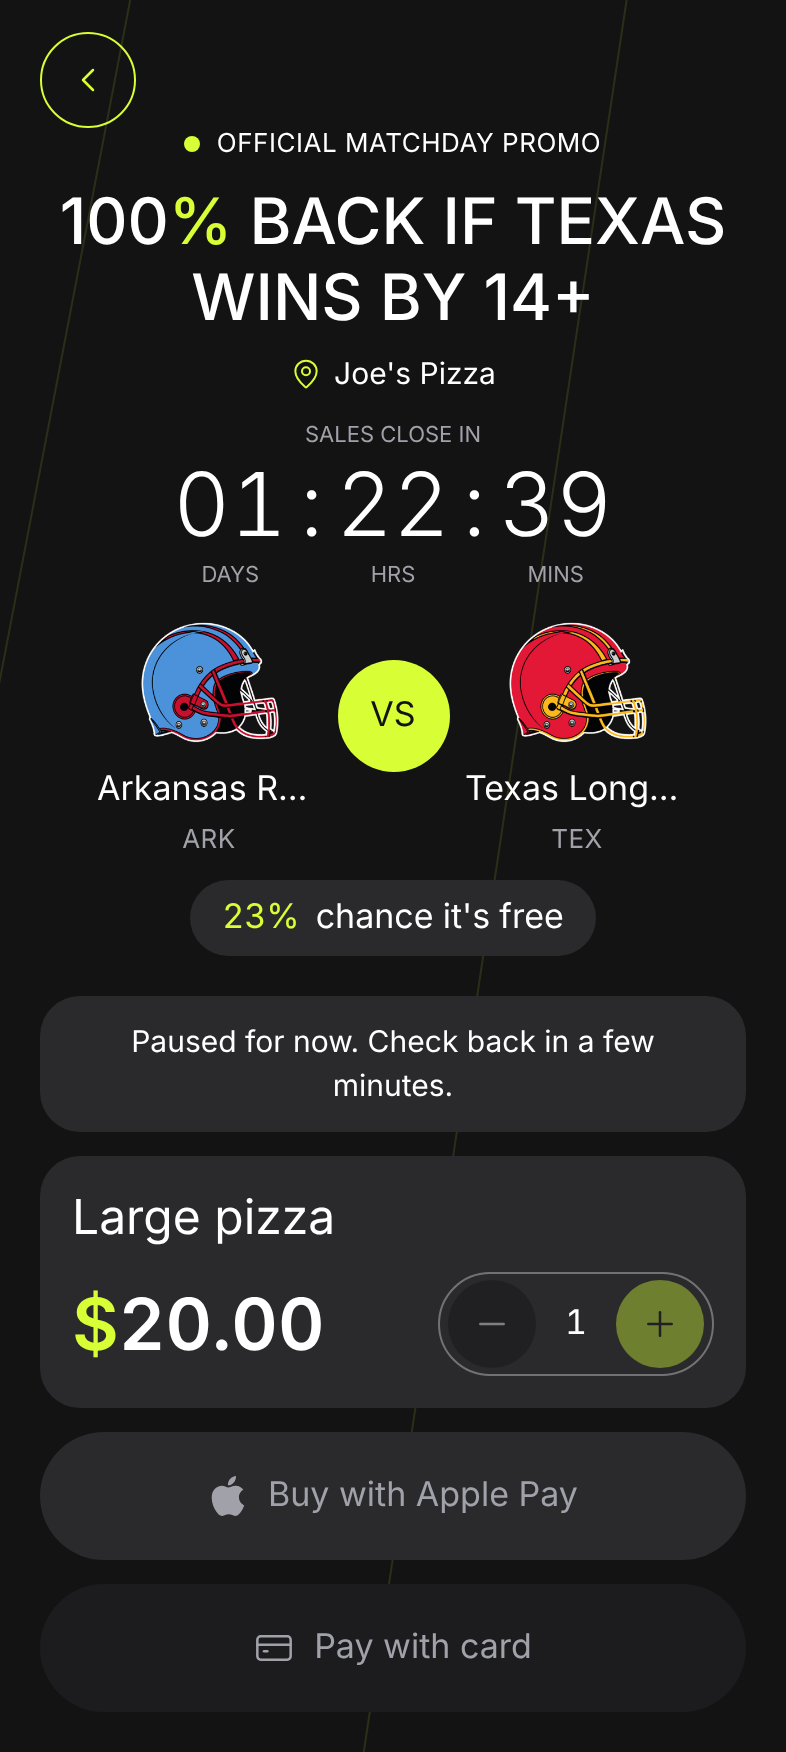 OFFICIAL MATCHDAY PROMO
100% BACK IF TEXAS
WINS BY 14+
Joe's Pizza
SALES CLOSE IN
01 : 22 : 39
DAYS HRS MINS
VS
Arkansas R... Texas Long...
ARK TEX
23% chance it's free
Paused for now. Check back in a few
minutes.
Large pizza
$20.00 − 1 +
Buy with Apple Pay
Pay with card